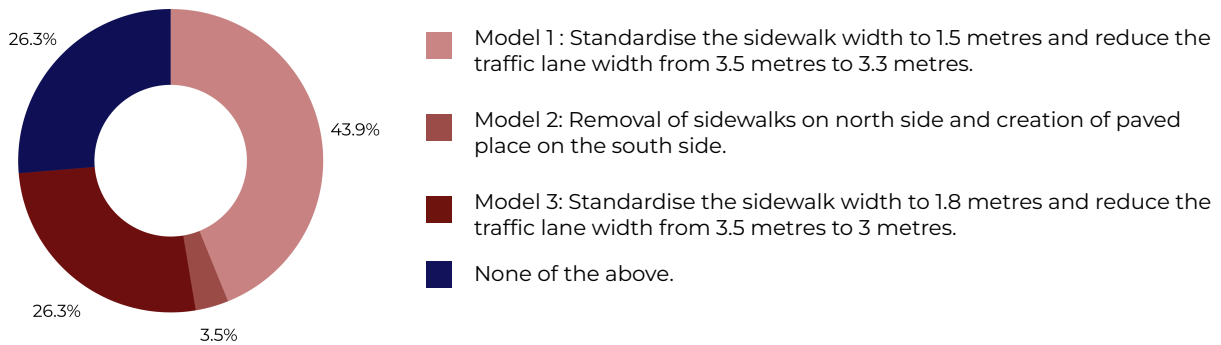 26.3%
43.9%
26.3%
3.5%
Model 1 : Standardise the sidewalk width to 1.5 metres and reduce the
traffic lane width from 3.5 metres to 3.3 metres.
Model 2: Removal of sidewalks on north side and creation of paved
place on the south side.
Model 3: Standardise the sidewalk width to 1.8 metres and reduce the
traffic lane width from 3.5 metres to 3 metres.
None of the above.